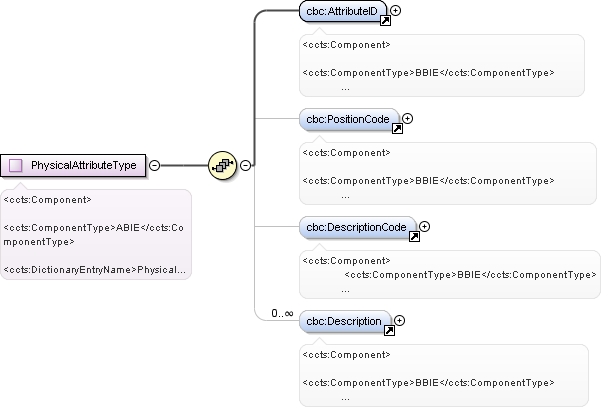 cbc:AttributeID
<ccts:Component>
<ccts:ComponentType>BBIE</ccts:ComponentType>
...
cbc:PositionCode
<ccts:Component>
<ccts:ComponentType>BBIE</ccts:ComponentType>
...
PhysicalAttributeType
<ccts:Component>
<ccts:ComponentType>ABIE</ccts:Co
mponentType>
<ccts:DictionaryEntryName>Physical...
cbc:DescriptionCode
<ccts:Component>
<ccts:ComponentType>BBIE</ccts:ComponentType>
...
0..∞
cbc:Description
<ccts:Component>
<ccts:ComponentType>BBIE</ccts:ComponentType>
...